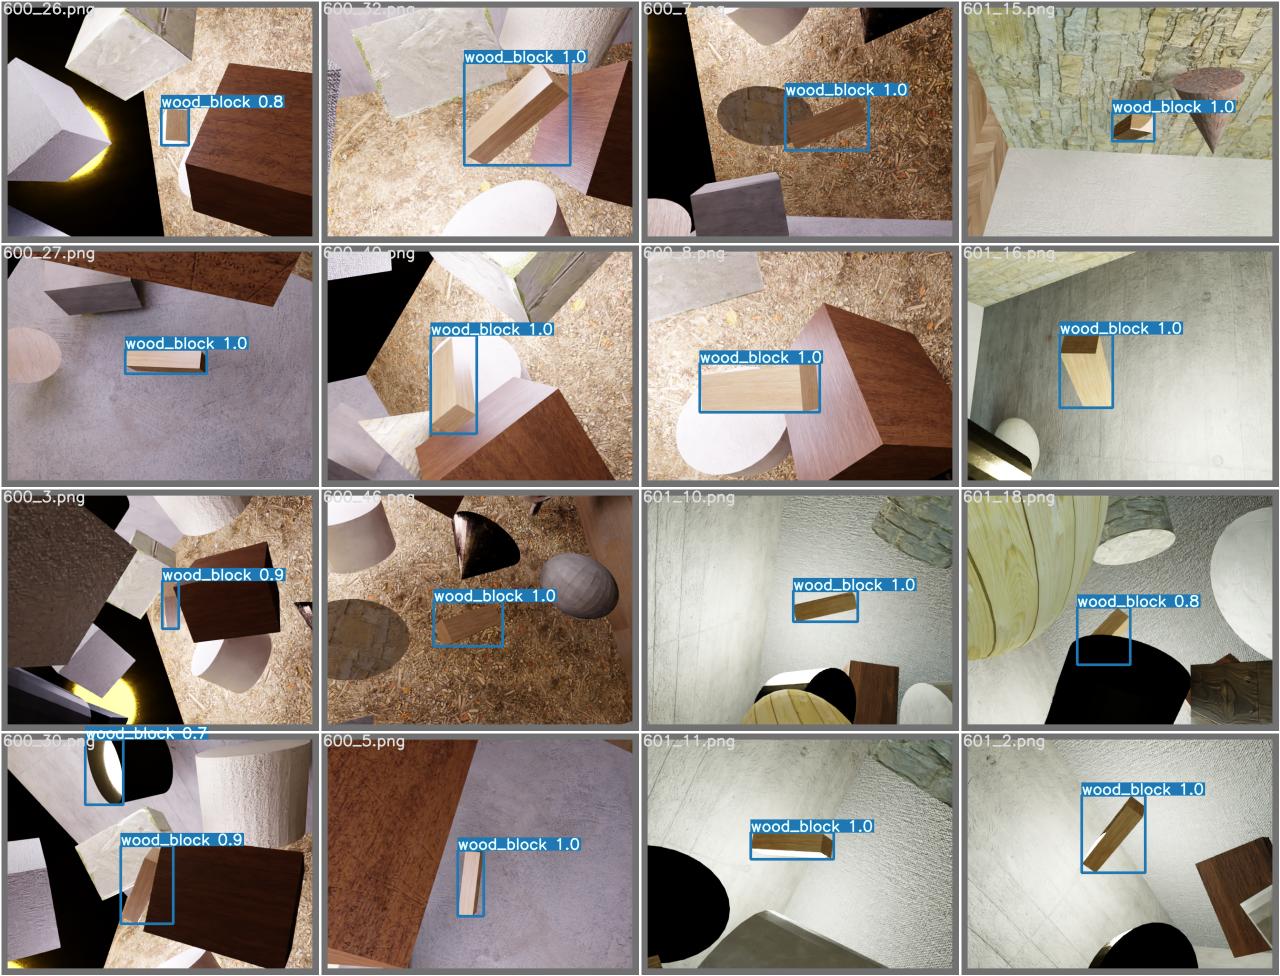 600_26.png
wood_block 0.8
600_32.png
wood_block 1.0
600_7.png
wood_block 1.0
601_15.png
wood_block 1.0
600_27.png
wood_block 1.0
600_40.png
wood_block 1.0
600_8.png
wood_block 1.0
601_16.png
wood_block 1.0
600_3.png
wood_block 0.9
600_46.png
wood_block 1.0
601_10.png
wood_block 1.0
601_18.png
wood_block 0.8
600_30.png
wood_block 0.7
wood_block 0.9
600_5.png
wood_block 1.0
601_11.png
wood_block 1.0
601_2.png
wood_block 1.0